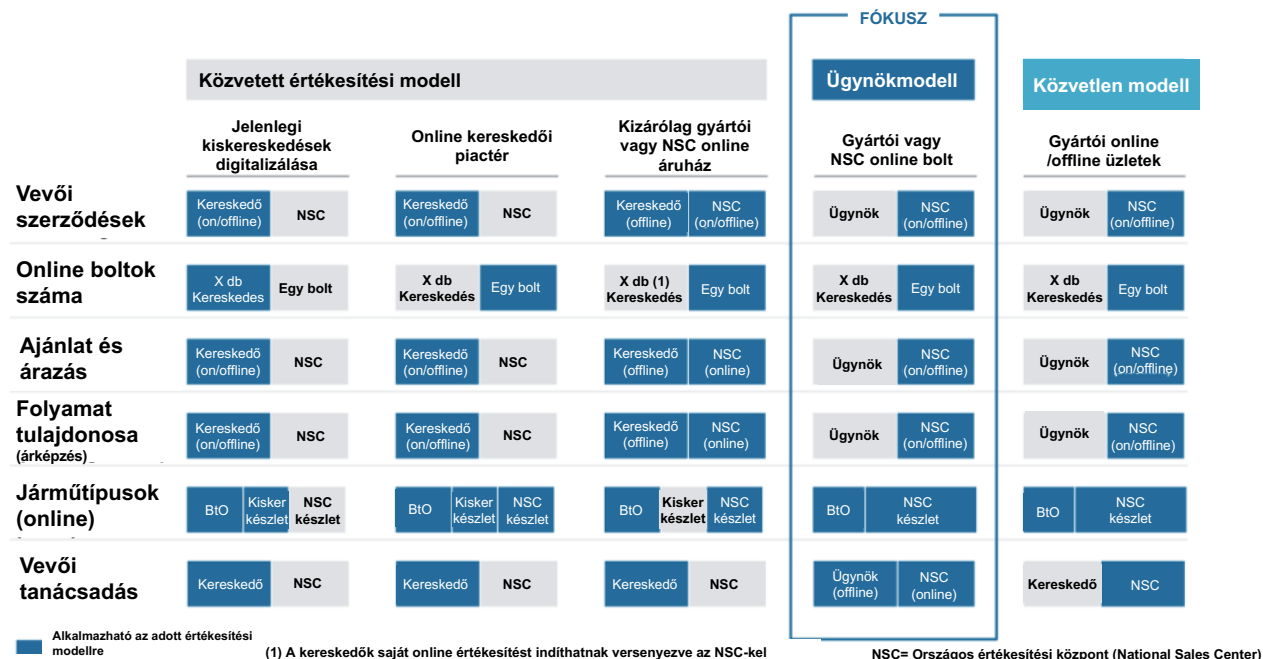 FÓKUSZ
Közvetett értékesítési modell
Ügynökmodell
Közvetlen modell
Jelenlegi
kiskereskedések
digitalizálása
Online kereskedői
piactér
Kizárólag gyártói
vagy NSC online
áruház
Gyártói vagy
NSC online bolt
Gyártói online
/offline üzletek
Vevői
szerződések
Kereskedő
(on/offline)
NSC
Kereskedő
(on/offline)
NSC
Kereskedő
(offline)
NSC
(on/offline)
Ügynök
NSC
(on/offline)
Ügynök
NSC
(on/offline)
Online boltok
száma
X db
Kereskedes
Egy bolt
X db
Kereskedés
Egy bolt
X db (1)
Kereskedés
Egy bolt
X db
Kereskedés
Egy bolt
X db
Kereskedés
Egy bolt
Ajánlat és
árazás
Kereskedő
(on/offline)
NSC
Kereskedő
(on/offline)
NSC
Kereskedő
(offline)
NSC
(online)
Ügynök
NSC
(on/offline)
Ügynök
NSC
(on/offline)
Folyamat
tulajdonosa
(árképzés)
Kereskedő
(on/offline)
NSC
Kereskedő
(on/offline)
NSC
Kereskedő
(offline)
NSC
(online)
Ügynök
NSC
(on/offline)
Ügynök
NSC
(on/offline)
Járműtípusok
(online)
BtO
Kisker
készlet
NSC
készlet
BtO
Kisker
készlet
NSC
készlet
BtO
Kisker
készlet
NSC
készlet
BtO
NSC
készlet
BtO
NSC
készlet
Vevői
tanácsadás
Kereskedő
NSC
Kereskedő
NSC
Kereskedő
NSC
Ügynök
(offline)
NSC
(online)
Kereskedő
NSC
Alkalmazható az adott értékesítési
modellre
(1) A kereskedők saját online értékesítést indíthatnak versenyezve az NSC-kel
NSC= Országos értékesítési központ (National Sales Center)